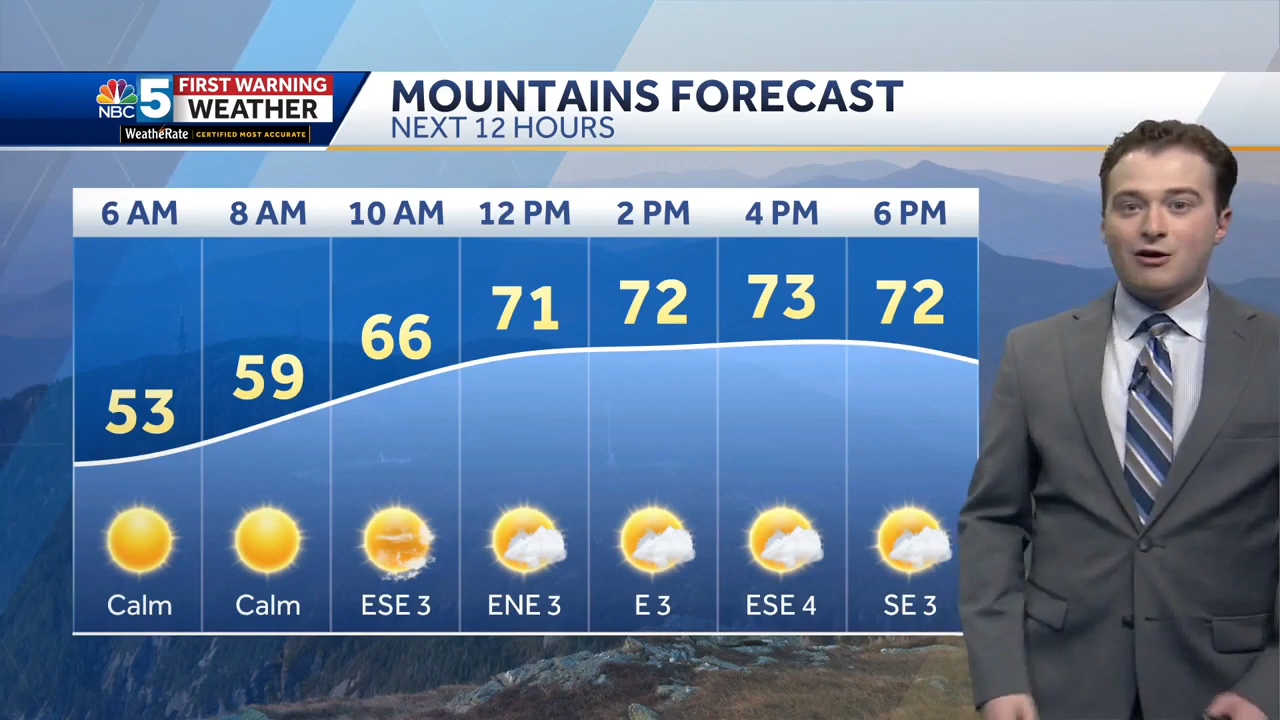 NBC 5 FIRST WARNING
WEATHER
WeatheRate CERTIFIED MOST ACCURATE
MOUNTAINS FORECAST
NEXT 12 HOURS
6 AM 8 AM 10 AM 12 PM 2 PM 4 PM 6 PM
53 59 66 71 72 73 72
Calm Calm ESE 3 ENE 3 E 3 ESE 4 SE 3